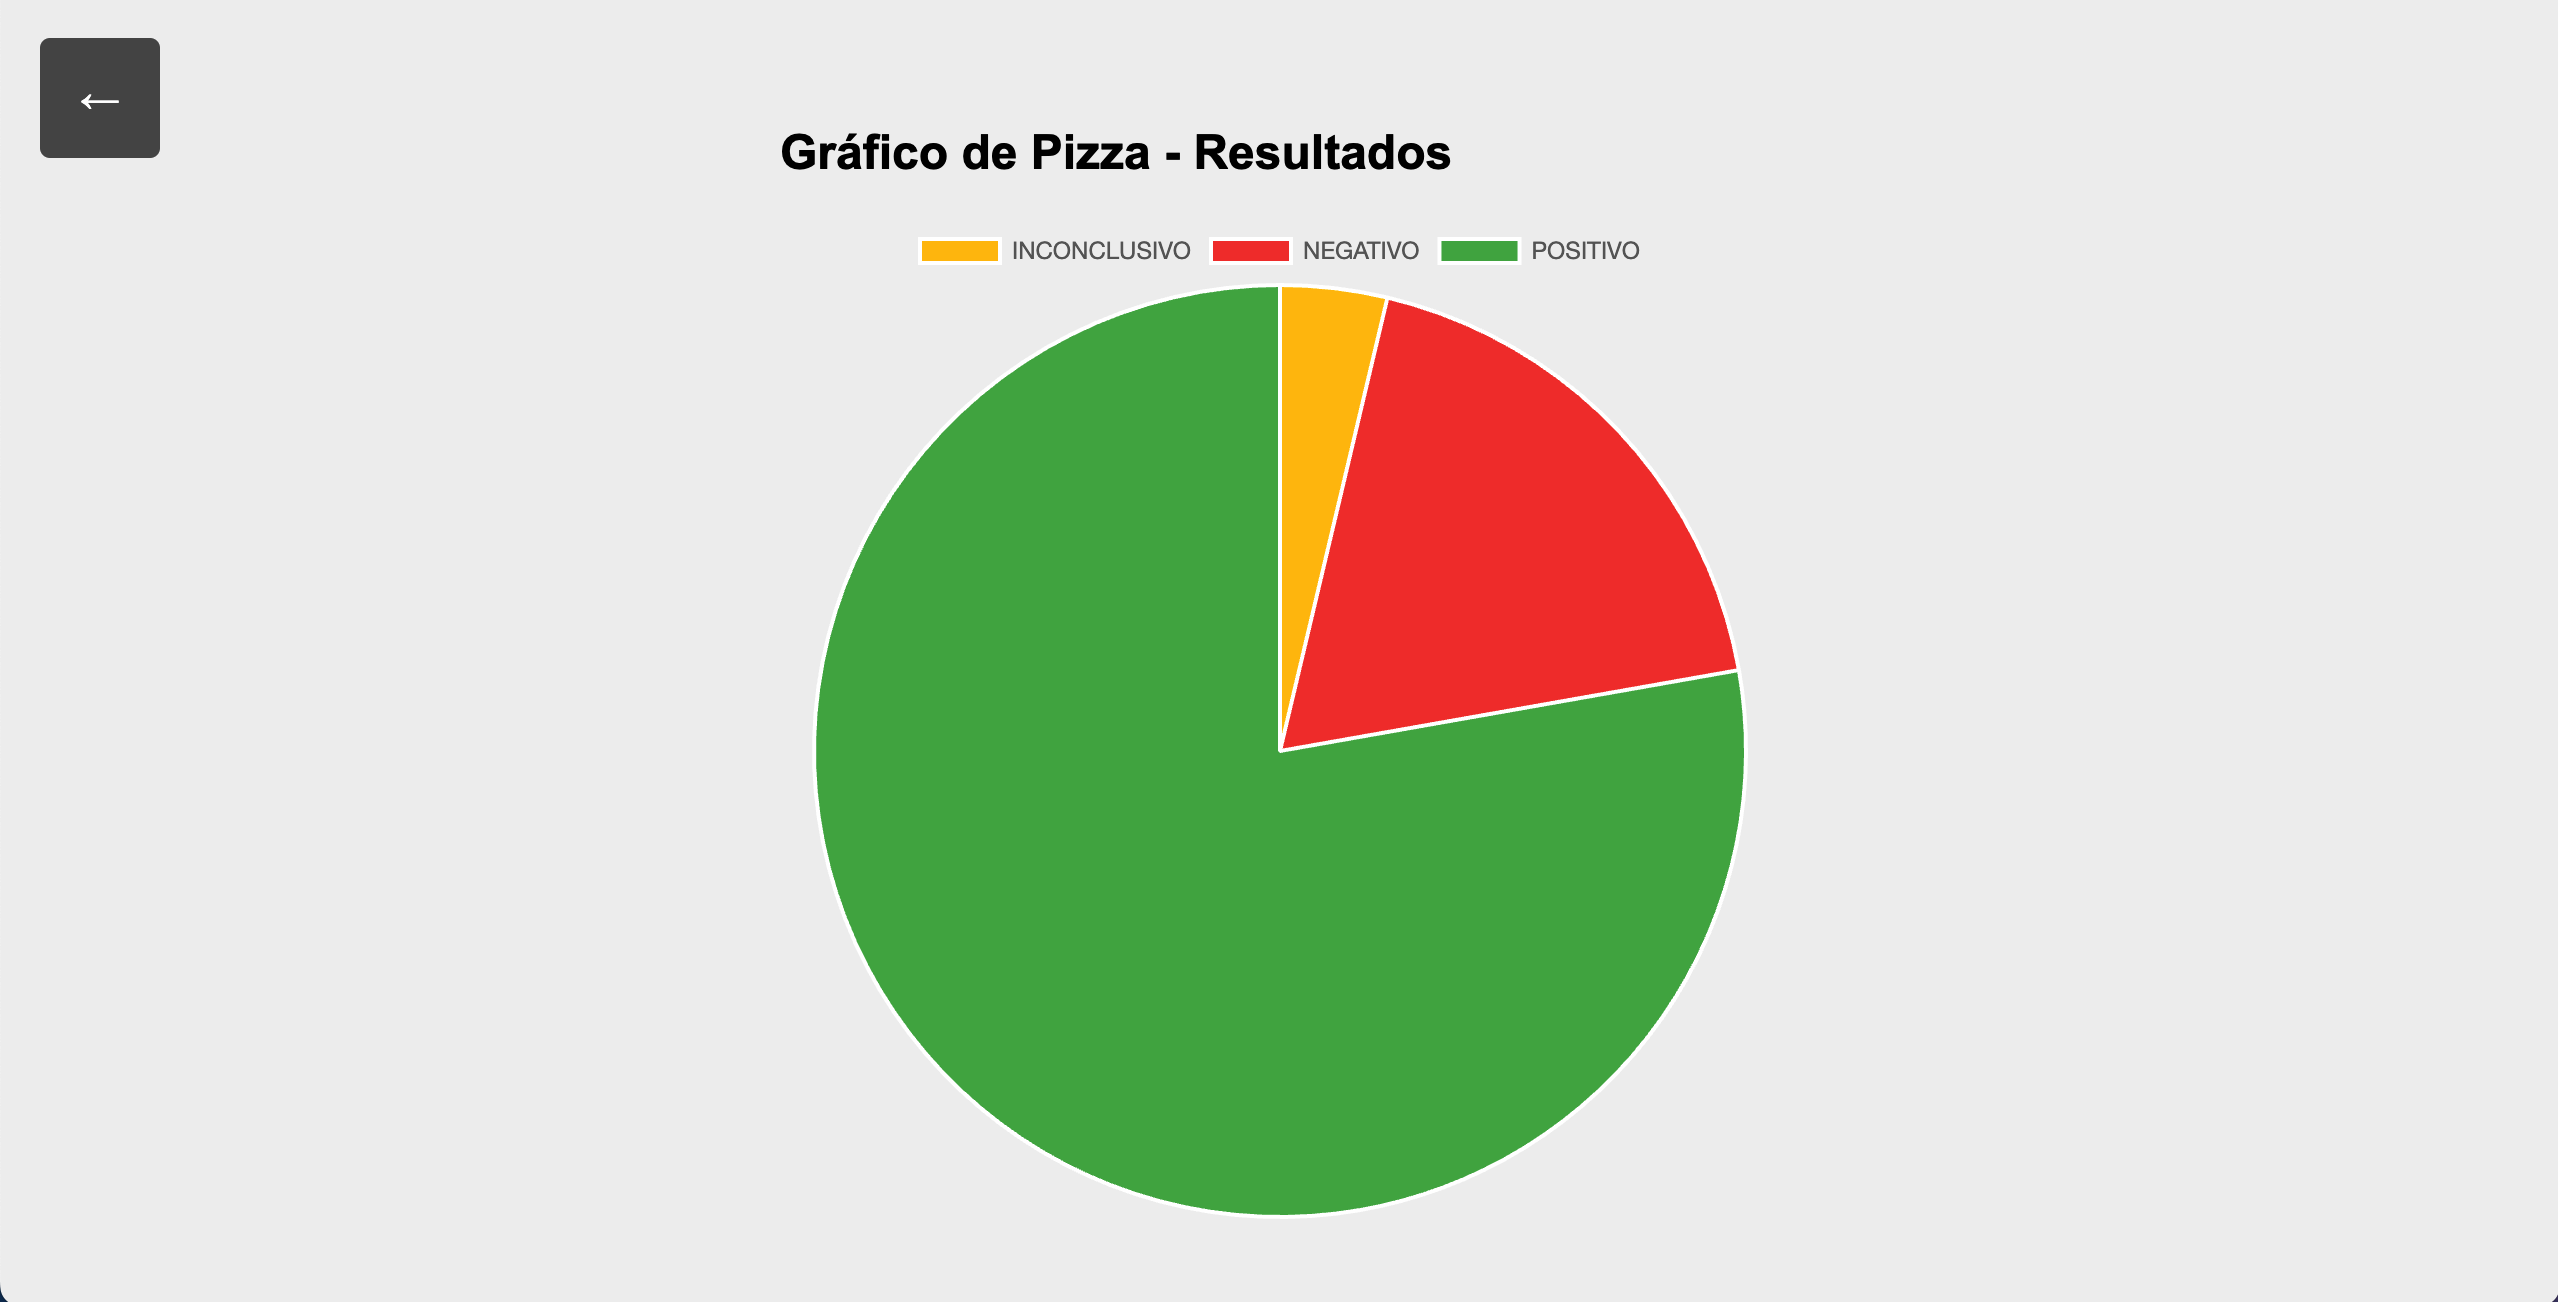 ←
Gráfico de Pizza - Resultados
INCONCLUSIVO NEGATIVO POSITIVO